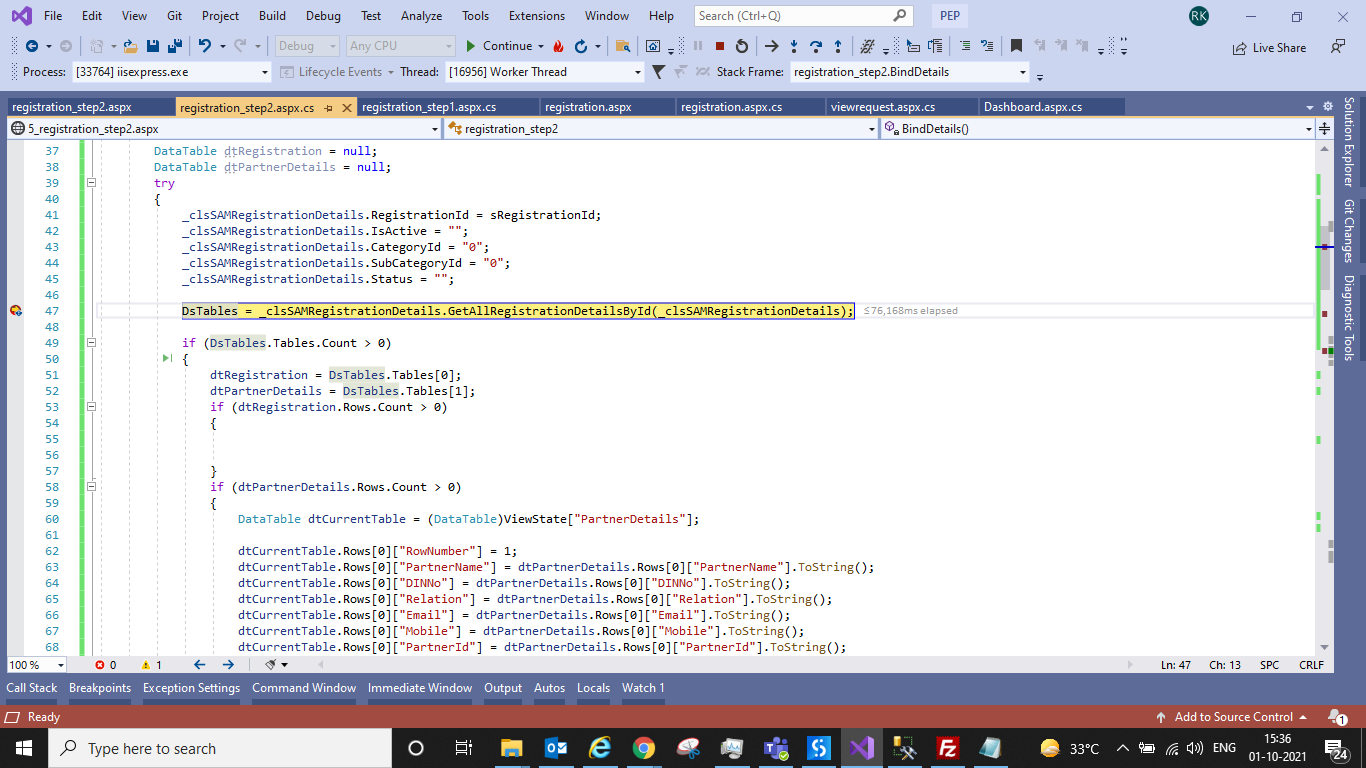 File Edit View Git Project Build Debug Test Analyze Tools Extensions Window Help Search (Ctrl+Q) PEP RK
Debug Any CPU Continue Live Share
Process: [33764] iisexpress.exe Lifecycle Events Thread: [16956] Worker Thread Stack Frame: registration_step2.BindDetails
registration_step2.aspx registration_step2.aspx.cs registration_step1.aspx.cs registration.aspx registration.aspx.cs viewrequest.aspx.cs Dashboard.aspx.cs
5_registration_step2.aspx registration_step2 BindDetails()
37 DataTable dtRegistration = null;
38 DataTable dtPartnerDetails = null;
39 try
40 {
41 _clsSAMRegistrationDetails.RegistrationId = sRegistrationId;
42 _clsSAMRegistrationDetails.IsActive = "";
43 _clsSAMRegistrationDetails.CategoryId = "0";
44 _clsSAMRegistrationDetails.SubCategoryId = "0";
45 _clsSAMRegistrationDetails.Status = "";
46
47 DsTables = _clsSAMRegistrationDetails.GetAllRegistrationDetailsById(_clsSAMRegistrationDetails); ≤76,168ms elapsed
48
49 if (DsTables.Tables.Count > 0)
50 {
51 dtRegistration = DsTables.Tables[0];
52 dtPartnerDetails = DsTables.Tables[1];
53 if (dtRegistration.Rows.Count > 0)
54 {
55
56
57 }
58 if (dtPartnerDetails.Rows.Count > 0)
59 {
60 DataTable dtCurrentTable = (DataTable)ViewState["PartnerDetails"];
61
62 dtCurrentTable.Rows[0]["RowNumber"] = 1;
63 dtCurrentTable.Rows[0]["PartnerName"] = dtPartnerDetails.Rows[0]["PartnerName"].ToString();
64 dtCurrentTable.Rows[0]["DINNo"] = dtPartnerDetails.Rows[0]["DINNo"].ToString();
65 dtCurrentTable.Rows[0]["Relation"] = dtPartnerDetails.Rows[0]["Relation"].ToString();
66 dtCurrentTable.Rows[0]["Email"] = dtPartnerDetails.Rows[0]["Email"].ToString();
67 dtCurrentTable.Rows[0]["Mobile"] = dtPartnerDetails.Rows[0]["Mobile"].ToString();
68 dtCurrentTable.Rows[0]["PartnerId"] = dtPartnerDetails.Rows[0]["PartnerId"].ToString();
Solution Explorer
Git Changes
Diagnostic Tools
100 % 0 1 Ln: 47 Ch: 13 SPC CRLF
Call Stack Breakpoints Exception Settings Command Window Immediate Window Output Autos Locals Watch 1
Ready Add to Source Control 1
Type here to search 33°C ENG 15:36
01-10-2021 24